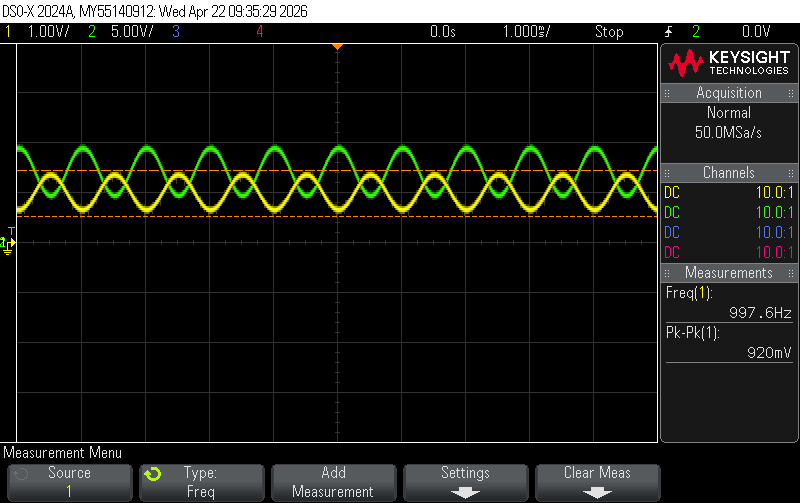 DSO-X 2024A, MY55140912: Wed Apr 22 09:35:29 2026
1 1.00V/ 2 5.00V/ 3 4 0.0s 1.000ms/ Stop 2 0.0V
KEYSIGHT
TECHNOLOGIES
Acquisition
Normal
50.0MSa/s
Channels
DC 10.0:1
DC 10.0:1
DC 10.0:1
DC 10.0:1
Measurements
Freq(1):
997.6Hz
Pk-Pk(1):
920mV
T
Measurement Menu
Source
1
Type:
Freq
Add
Measurement
Settings
Clear Meas